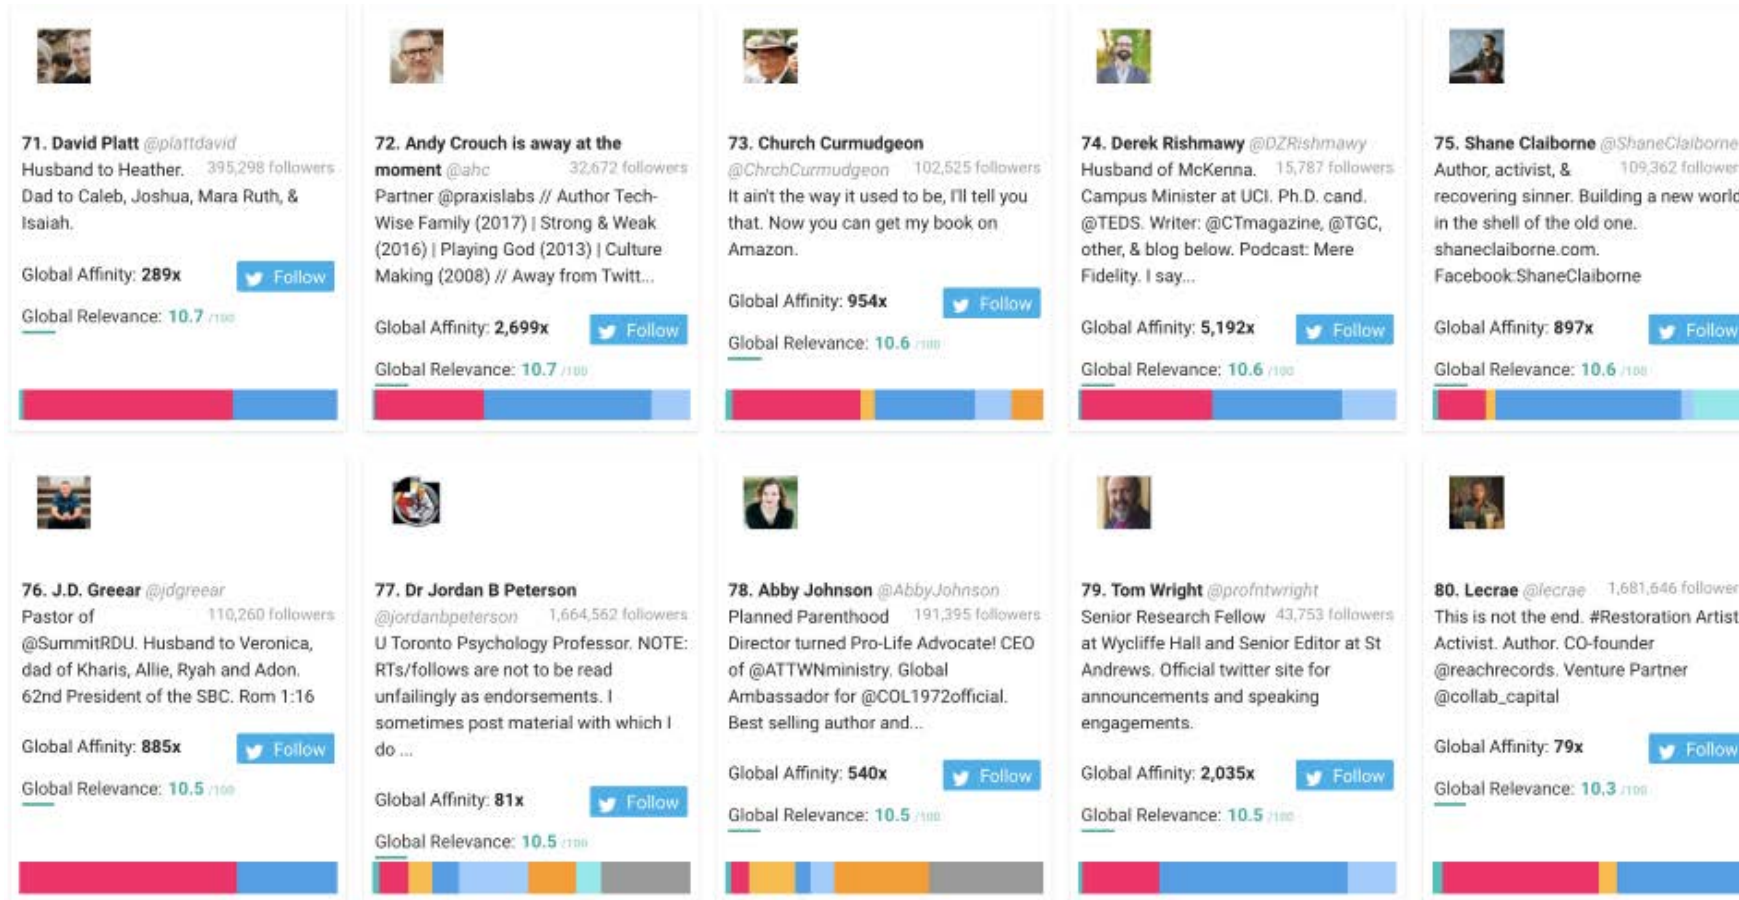 71. David Platt @plattdavid
Husband to Heather. 395,298 followers
Dad to Caleb, Joshua, Mara Ruth, &
Isaiah.
Global Affinity: 289x
Follow
Global Relevance: 10.7 /100
72. Andy Crouch is away at the
moment @ahc 32,672 followers
Partner @praxislabs // Author Tech-
Wise Family (2017) | Strong & Weak
(2016) | Playing God (2013) | Culture
Making (2008) // Away from Twitt...
Global Affinity: 2,699x
Follow
Global Relevance: 10.7 /100
73. Church Curmudgeon
@ChrchCurmudgeon 102,525 followers
It ain't the way it used to be, I'll tell you
that. Now you can get my book on
Amazon.
Global Affinity: 954x
Follow
Global Relevance: 10.6 /100
74. Derek Rishmawy @DZRishmawy
Husband of McKenna. 15,787 followers
Campus Minister at UCI. Ph.D. cand.
@TEDS. Writer: @CTmagazine, @TGC,
other, & blog below. Podcast: Mere
Fidelity. I say...
Global Affinity: 5,192x
Follow
Global Relevance: 10.6 /100
75. Shane Claiborne @ShaneClaiborne
Author, activist, & 109,362 follower
recovering sinner. Building a new world
in the shell of the old one.
shaneclaiborne.com.
Facebook:ShaneClaiborne
Global Affinity: 897x
Follow
Global Relevance: 10.6 /100
76. J.D. Greear @jdgreear
Pastor of 110,260 followers
@SummitRDU. Husband to Veronica,
dad of Kharis, Allie, Ryah and Adon.
62nd President of the SBC. Rom 1:16
Global Affinity: 885x
Follow
Global Relevance: 10.5 /100
77. Dr Jordan B Peterson
@jordanbpeterson 1,664,562 followers
U Toronto Psychology Professor. NOTE:
RTs/follows are not to be read
unfailingly as endorsements. I
sometimes post material with which I
do ...
Global Affinity: 81x
Follow
Global Relevance: 10.5 /100
78. Abby Johnson @AbbyJohnson
Planned Parenthood 191,395 followers
Director turned Pro-Life Advocate! CEO
of @ATTWNministry. Global
Ambassador for @COL1972official.
Best selling author and...
Global Affinity: 540x
Follow
Global Relevance: 10.5 /100
79. Tom Wright @profntwright
Senior Research Fellow 43,753 followers
at Wycliffe Hall and Senior Editor at St
Andrews. Official twitter site for
announcements and speaking
engagements.
Global Affinity: 2,035x
Follow
Global Relevance: 10.5 /100
80. Lecrae @lecrae 1,681,646 follower
This is not the end. #Restoration Artist
Activist. Author. CO-founder
@reachrecords. Venture Partner
@collab_capital
Global Affinity: 79x
Follow
Global Relevance: 10.3 /100